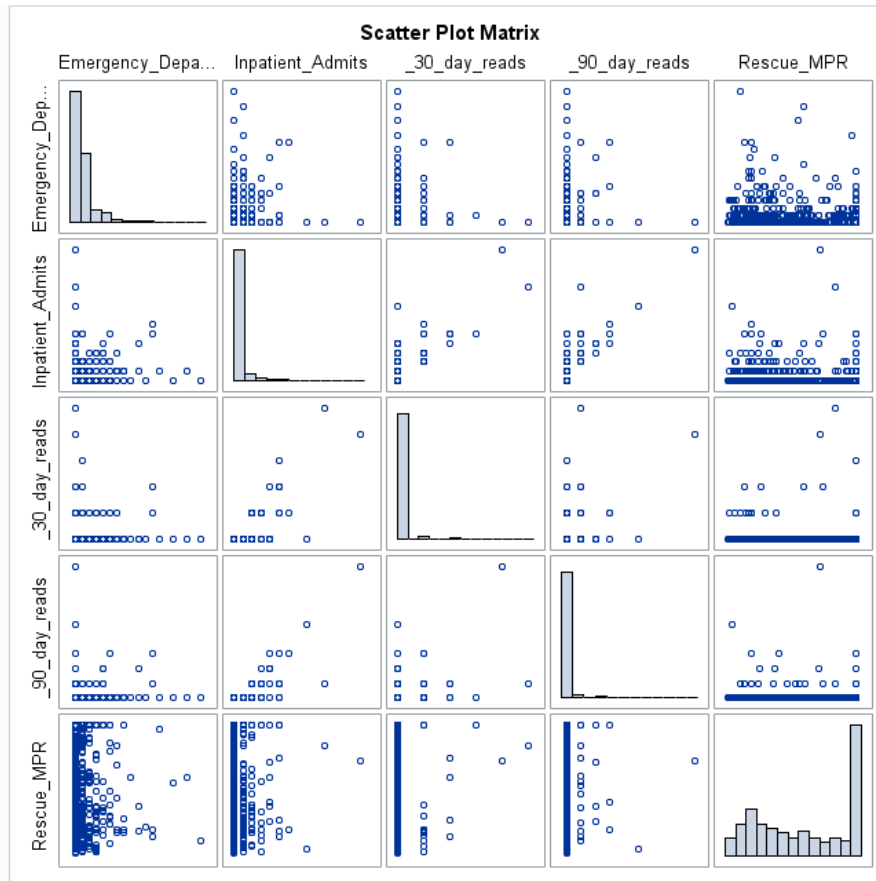 Scatter Plot Matrix
Emergency_Depa... Inpatient_Admits _30_day_reads _90_day_reads Rescue_MPR
Emergency_Dep...
Inpatient_Admits
_30_day_reads
_90_day_reads
Rescue_MPR